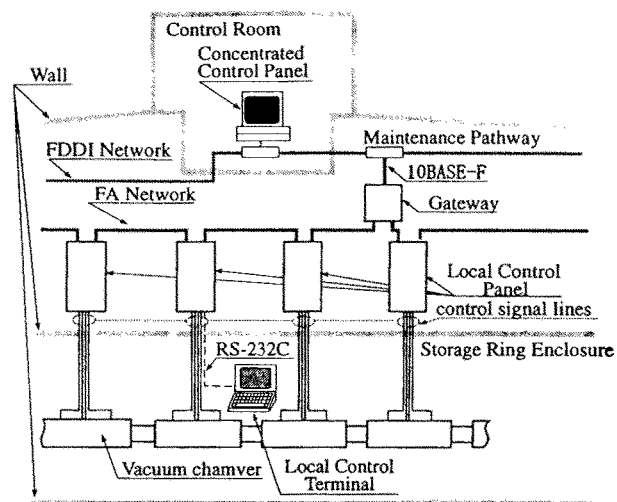 Control Room
Concentrated
Control Panel
Wall
Maintenance Pathway
FDDI Network
10BASE-F
FA Network
Gateway
Local Control
Panel
control signal lines
RS-232C
Storage Ring Enclosure
Vacuum chamver
Local Control
Terminal